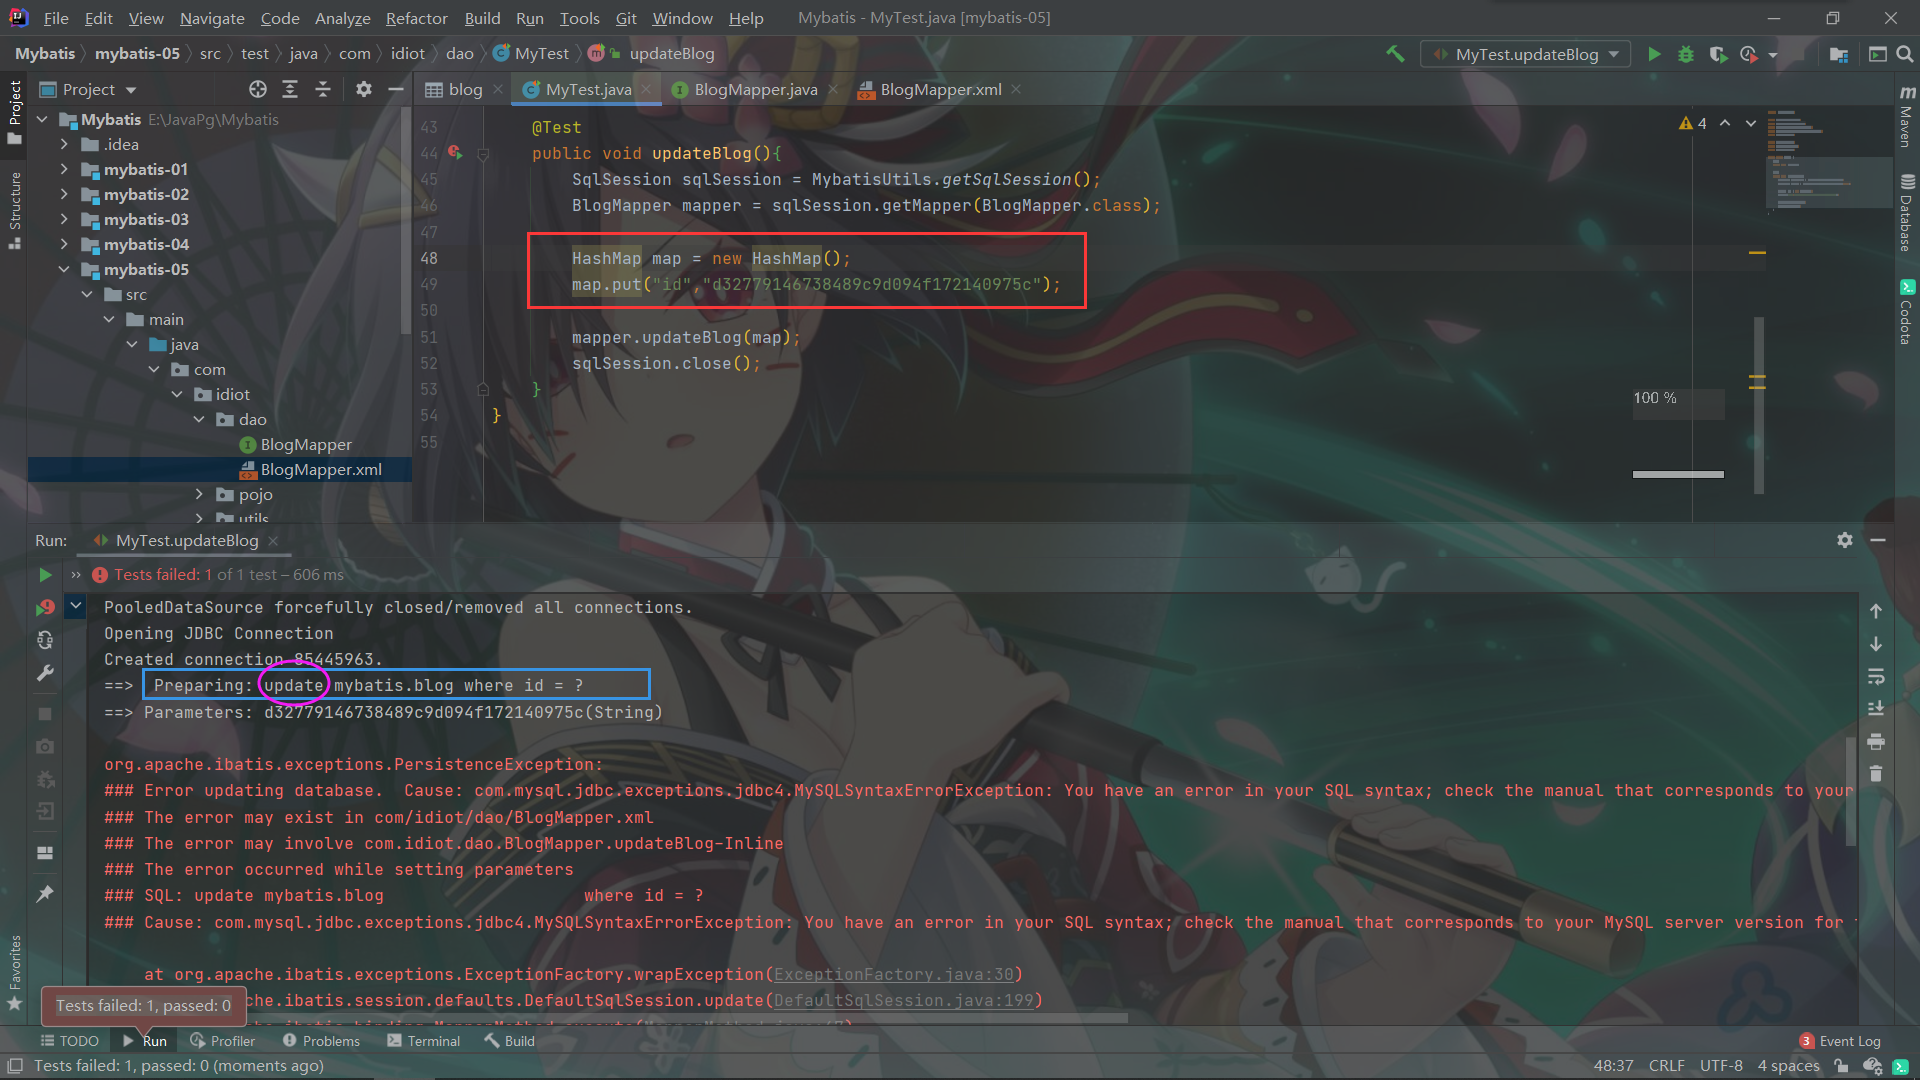 File Edit View Navigate Code Analyze Refactor Build Run Tools Git Window Help Mybatis - MyTest.java [mybatis-05]
Mybatis mybatis-05 src test java com idiot dao MyTest updateBlog
MyTest.updateBlog
Project
blog MyTest.java BlogMapper.java BlogMapper.xml
Mybatis E:\JavaPg\Mybatis
.idea
mybatis-01
mybatis-02
mybatis-03
mybatis-04
mybatis-05
src
main
java
com
idiot
dao
BlogMapper
BlogMapper.xml
pojo
utils
Project
Structure
Favorites
43 @Test
44 public void updateBlog(){
45 SqlSession sqlSession = MybatisUtils.getSqlSession();
46 BlogMapper mapper = sqlSession.getMapper(BlogMapper.class);
47
48 HashMap map = new HashMap();
49 map.put("id","d32779146738489c9d094f172140975c");
50
51 mapper.updateBlog(map);
52 sqlSession.close();
53 }
54 }
55
4
100 %
m
Maven
Database
Codota
Run: MyTest.updateBlog
Tests failed: 1 of 1 test – 606 ms
PooledDataSource forcefully closed/removed all connections.
Opening JDBC Connection
Created connection 85445963.
==> Preparing: update mybatis.blog where id = ?
==> Parameters: d32779146738489c9d094f172140975c(String)
org.apache.ibatis.exceptions.PersistenceException:
### Error updating database. Cause: com.mysql.jdbc.exceptions.jdbc4.MySQLSyntaxErrorException: You have an error in your SQL syntax; check the manual that corresponds to your
### The error may exist in com/idiot/dao/BlogMapper.xml
### The error may involve com.idiot.dao.BlogMapper.updateBlog-Inline
### The error occurred while setting parameters
### SQL: update mybatis.blog where id = ?
### Cause: com.mysql.jdbc.exceptions.jdbc4.MySQLSyntaxErrorException: You have an error in your SQL syntax; check the manual that corresponds to your MySQL server version for
at org.apache.ibatis.exceptions.ExceptionFactory.wrapException(ExceptionFactory.java:30)
che.ibatis.session.defaults.DefaultSqlSession.update(DefaultSqlSession.java:199)
Tests failed: 1, passed: 0
TODO Run Profiler Problems Terminal Build 3 Event Log
Tests failed: 1, passed: 0 (moments ago) 48:37 CRLF UTF-8 4 spaces